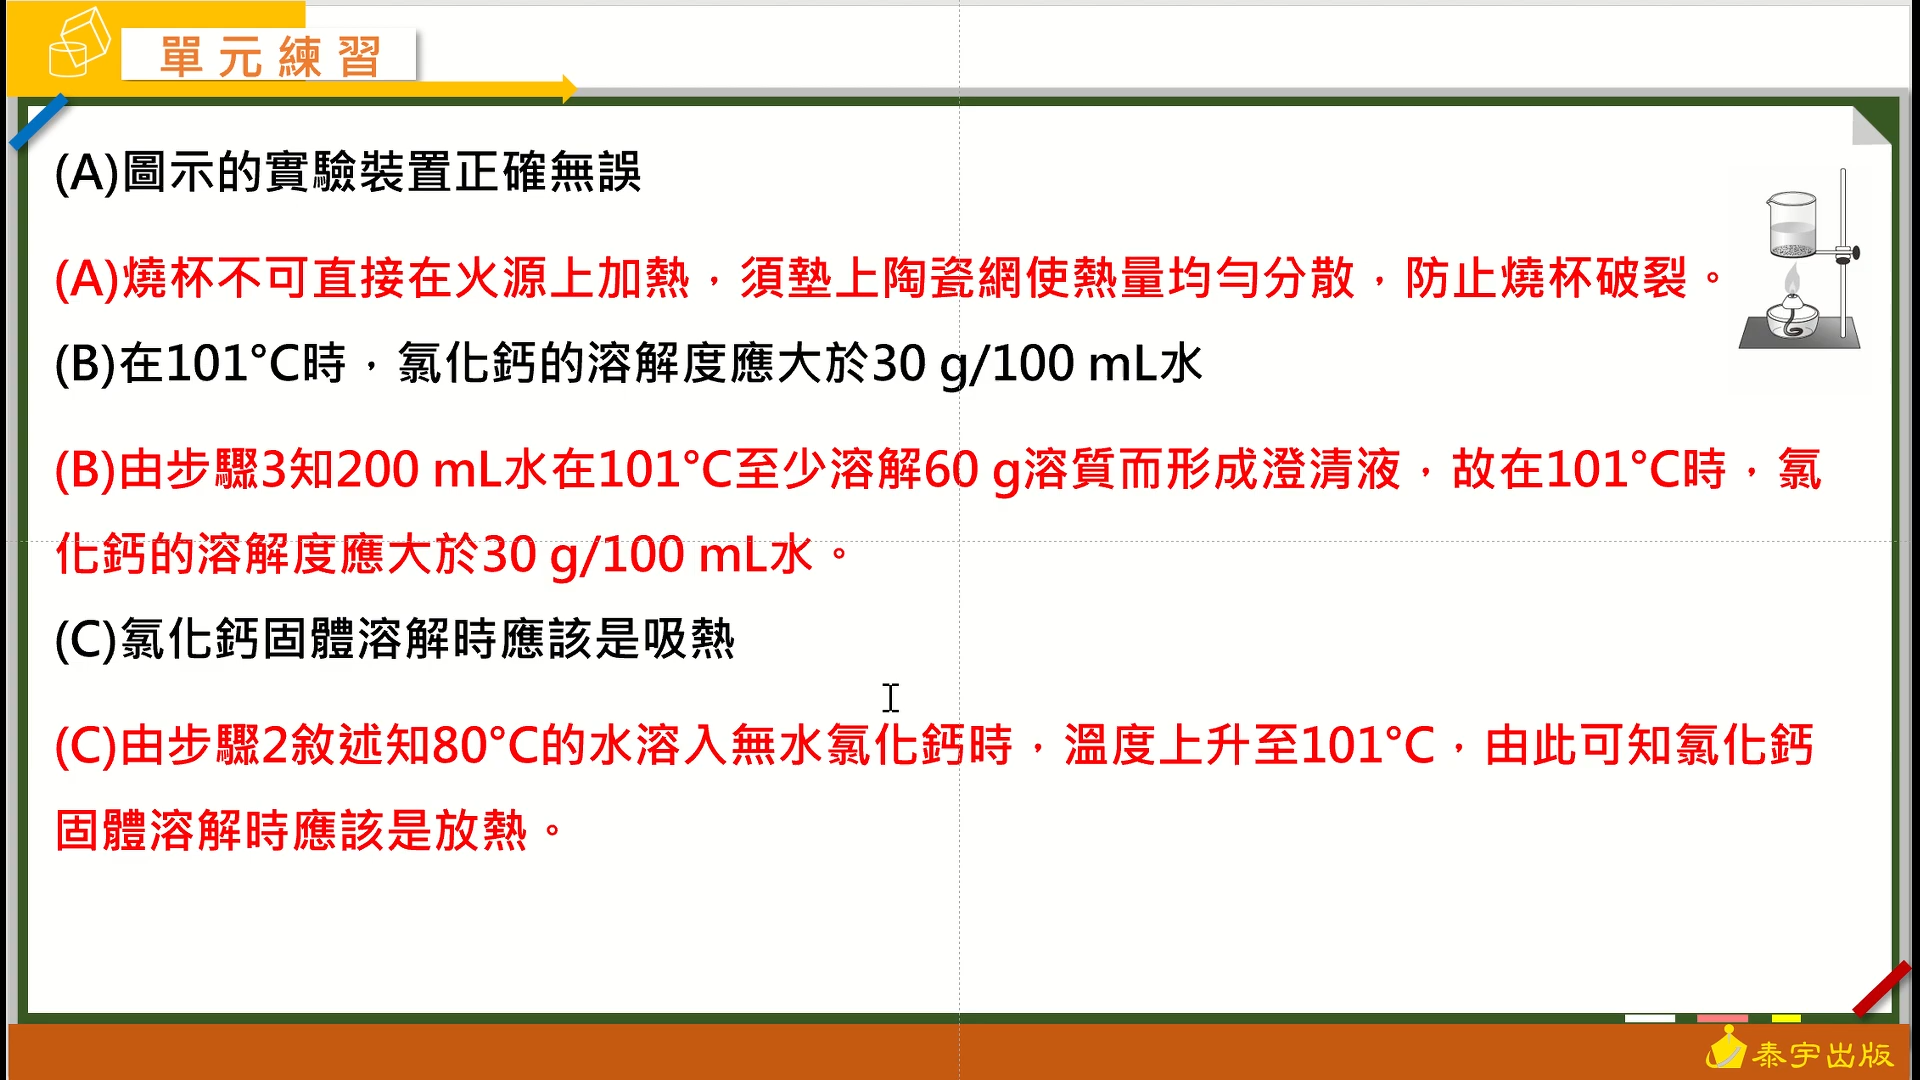 單元練習
(A)圖示的實驗裝置正確無誤
(A)燒杯不可直接在火源上加熱，須墊上陶瓷網使熱量均勻分散，防止燒杯破裂。
(B)在101°C時，氯化鈣的溶解度應大於30 g/100 mL水
(B)由步驟3知200 mL水在101°C至少溶解60 g溶質而形成澄清液，故在101°C時，氯
化鈣的溶解度應大於30 g/100 mL水。
(C)氯化鈣固體溶解時應該是吸熱
(C)由步驟2敘述知80°C的水溶入無水氯化鈣時，溫度上升至101°C，由此可知氯化鈣
固體溶解時應該是放熱。
泰宇出版